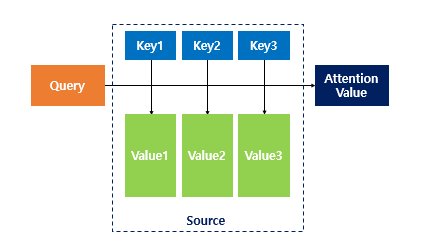 Key1 Key2 Key3
Query
Attention
Value
Value1 Value2 Value3
Source